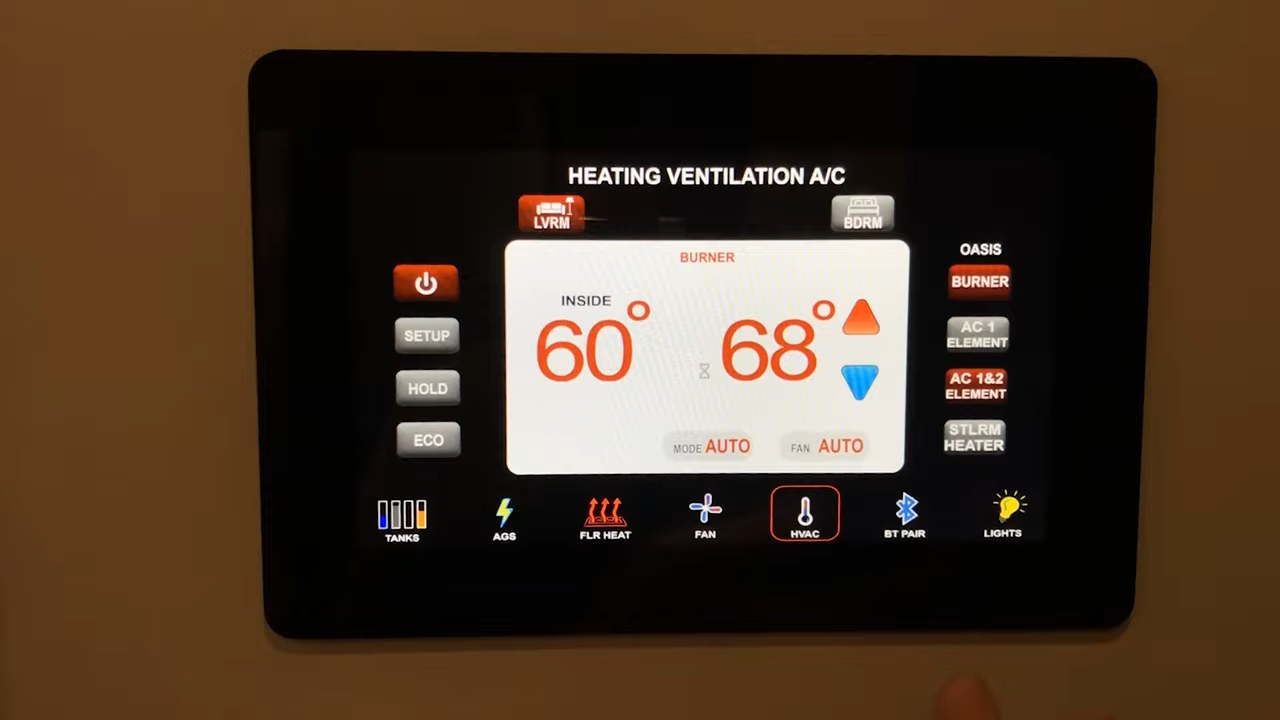 HEATING VENTILATION A/C
LVRM
BDRM
BURNER
INSIDE
60°
68°
MODE AUTO
FAN AUTO
SETUP
HOLD
ECO
OASIS
BURNER
AC 1
ELEMENT
AC 1&2
ELEMENT
STLRM
HEATER
TANKS
AGS
FLR HEAT
FAN
HVAC
BT PAIR
LIGHTS